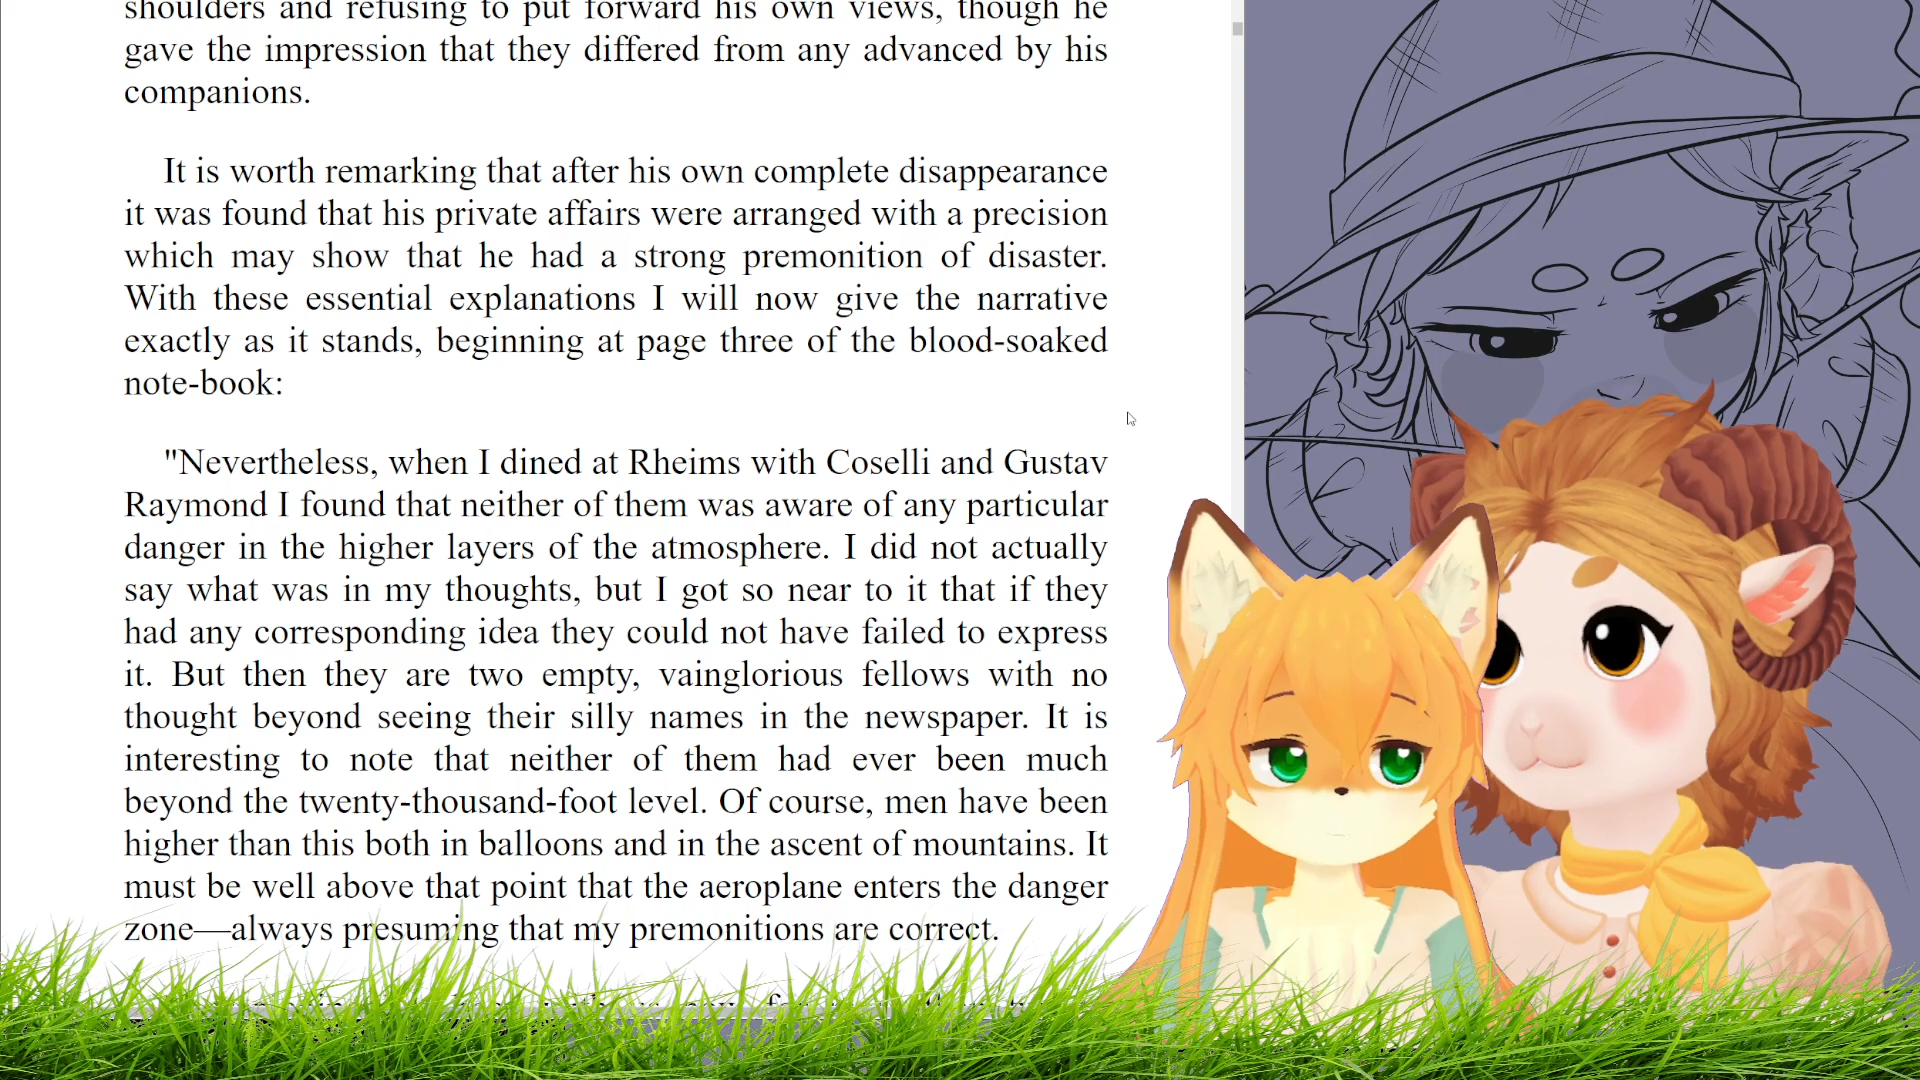 shoulders and refusing to put forward his own views, though he
gave the impression that they differed from any advanced by his
companions.
It is worth remarking that after his own complete disappearance
it was found that his private affairs were arranged with a precision
which may show that he had a strong premonition of disaster.
With these essential explanations I will now give the narrative
exactly as it stands, beginning at page three of the blood-soaked
note-book:
"Nevertheless, when I dined at Rheims with Coselli and Gustav
Raymond I found that neither of them was aware of any particular
danger in the higher layers of the atmosphere. I did not actually
say what was in my thoughts, but I got so near to it that if they
had any corresponding idea they could not have failed to express
it. But then they are two empty, vainglorious fellows with no
thought beyond seeing their silly names in the newspaper. It is
interesting to note that neither of them had ever been much
beyond the twenty-thousand-foot level. Of course, men have been
higher than this both in balloons and in the ascent of mountains. It
must be well above that point that the aeroplane enters the danger
zone—always presuming that my premonitions are correct.